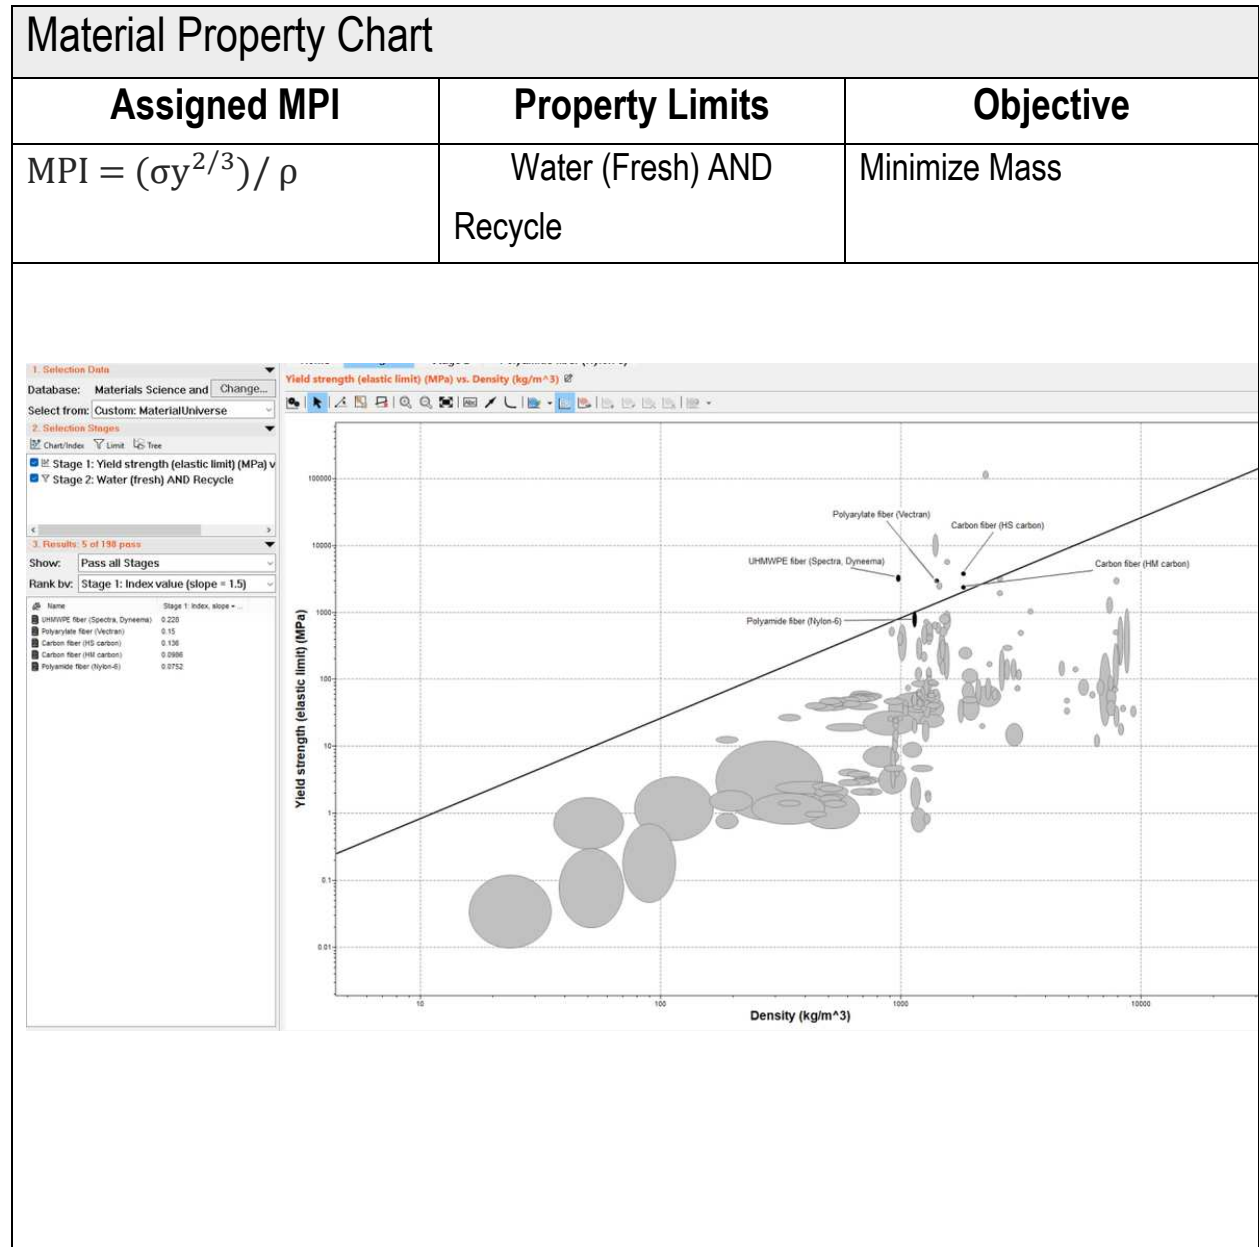 Material Property Chart
Assigned MPI
Property Limits
Objective
MPI = (σy^2/3)/ ρ
Water (Fresh) AND
Recycle
Minimize Mass
1. Selection Data
Database: Materials Science and Change...
Select from: Custom: MaterialUniverse
2. Selection Stages
Chart/Index Limit Tree
Stage 1: Yield strength (elastic limit) (MPa) v
Stage 2: Water (fresh) AND Recycle
3. Results: 5 of 198 pass
Show: Pass all Stages
Rank by: Stage 1: Index value (slope = 1.5)
Name Stage 1: Index, slope = ...
UHMWPE fiber (Spectra, Dyneema) 0.228
Polyarylate fiber (Vectran) 0.15
Carbon fiber (HS carbon) 0.136
Carbon fiber (HM carbon) 0.0986
Polyamide fiber (Nylon-6) 0.0752
Yield strength (elastic limit) (MPa) vs. Density (kg/m^3)
Yield strength (elastic limit) (MPa)
100000
10000
1000
100
10
1
0.1
0.01
Polyarylate fiber (Vectran)
Carbon fiber (HS carbon)
UHMWPE fiber (Spectra, Dyneema)
Carbon fiber (HM carbon)
Polyamide fiber (Nylon-6)
10
100
1000
10000
Density (kg/m^3)